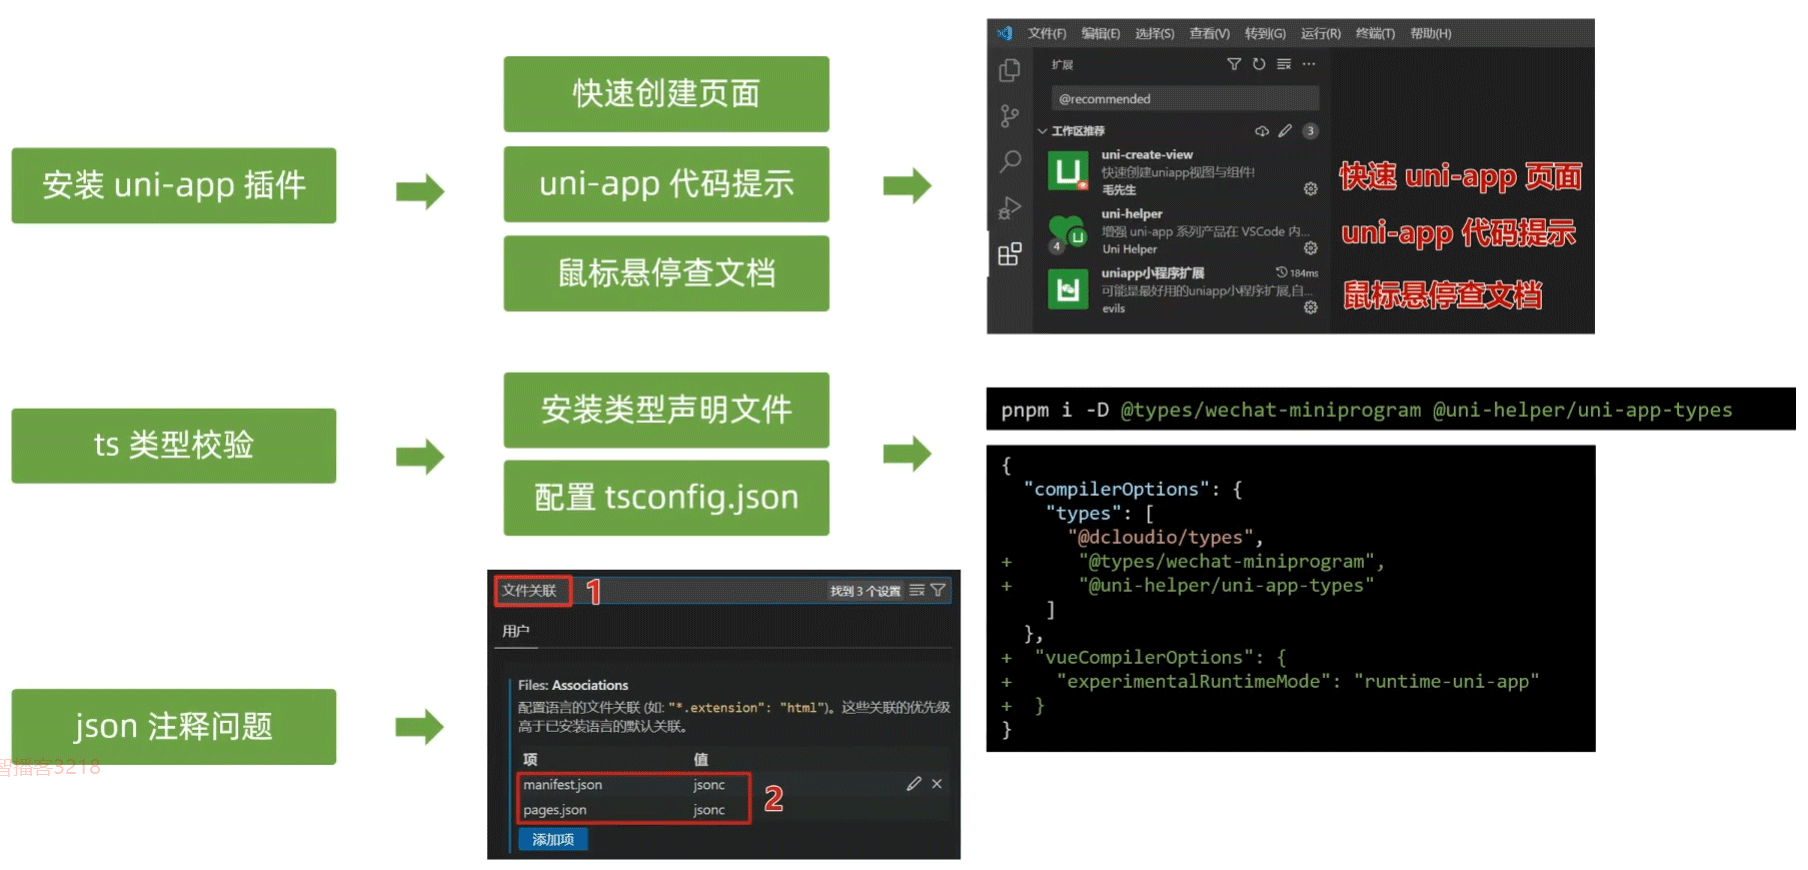 安装 uni-app 插件
快速创建页面
uni-app 代码提示
鼠标悬停查文档
文件(F) 编辑(E) 选择(S) 查看(V) 转到(G) 运行(R) 终端(T) 帮助(H)
扩展
@recommended
工作区推荐
3
uni-create-view
快速创建uniapp视图与组件!
毛先生
uni-helper
增强 uni-app 系列产品在 VSCode 内...
4
Uni Helper
uniapp小程序扩展
184ms
可能是最好用的uniapp小程序扩展,自...
evils
快速 uni-app 页面
uni-app 代码提示
鼠标悬停查文档
ts 类型校验
安装类型声明文件
配置 tsconfig.json
pnpm i -D @types/wechat-miniprogram @uni-helper/uni-app-types
{
"compilerOptions": {
"types": [
"@dcloudio/types",
+ "@types/wechat-miniprogram",
+ "@uni-helper/uni-app-types"
]
},
+ "vueCompilerOptions": {
+ "experimentalRuntimeMode": "runtime-uni-app"
+ }
}
json 注释问题
智播客3218
文件关联
1
找到 3 个设置
用户
Files: Associations
配置语言的文件关联 (如: "*.extension": "html")。这些关联的优先级
高于已安装语言的默认关联。
项 值
manifest.json jsonc
pages.json jsonc
2
添加项